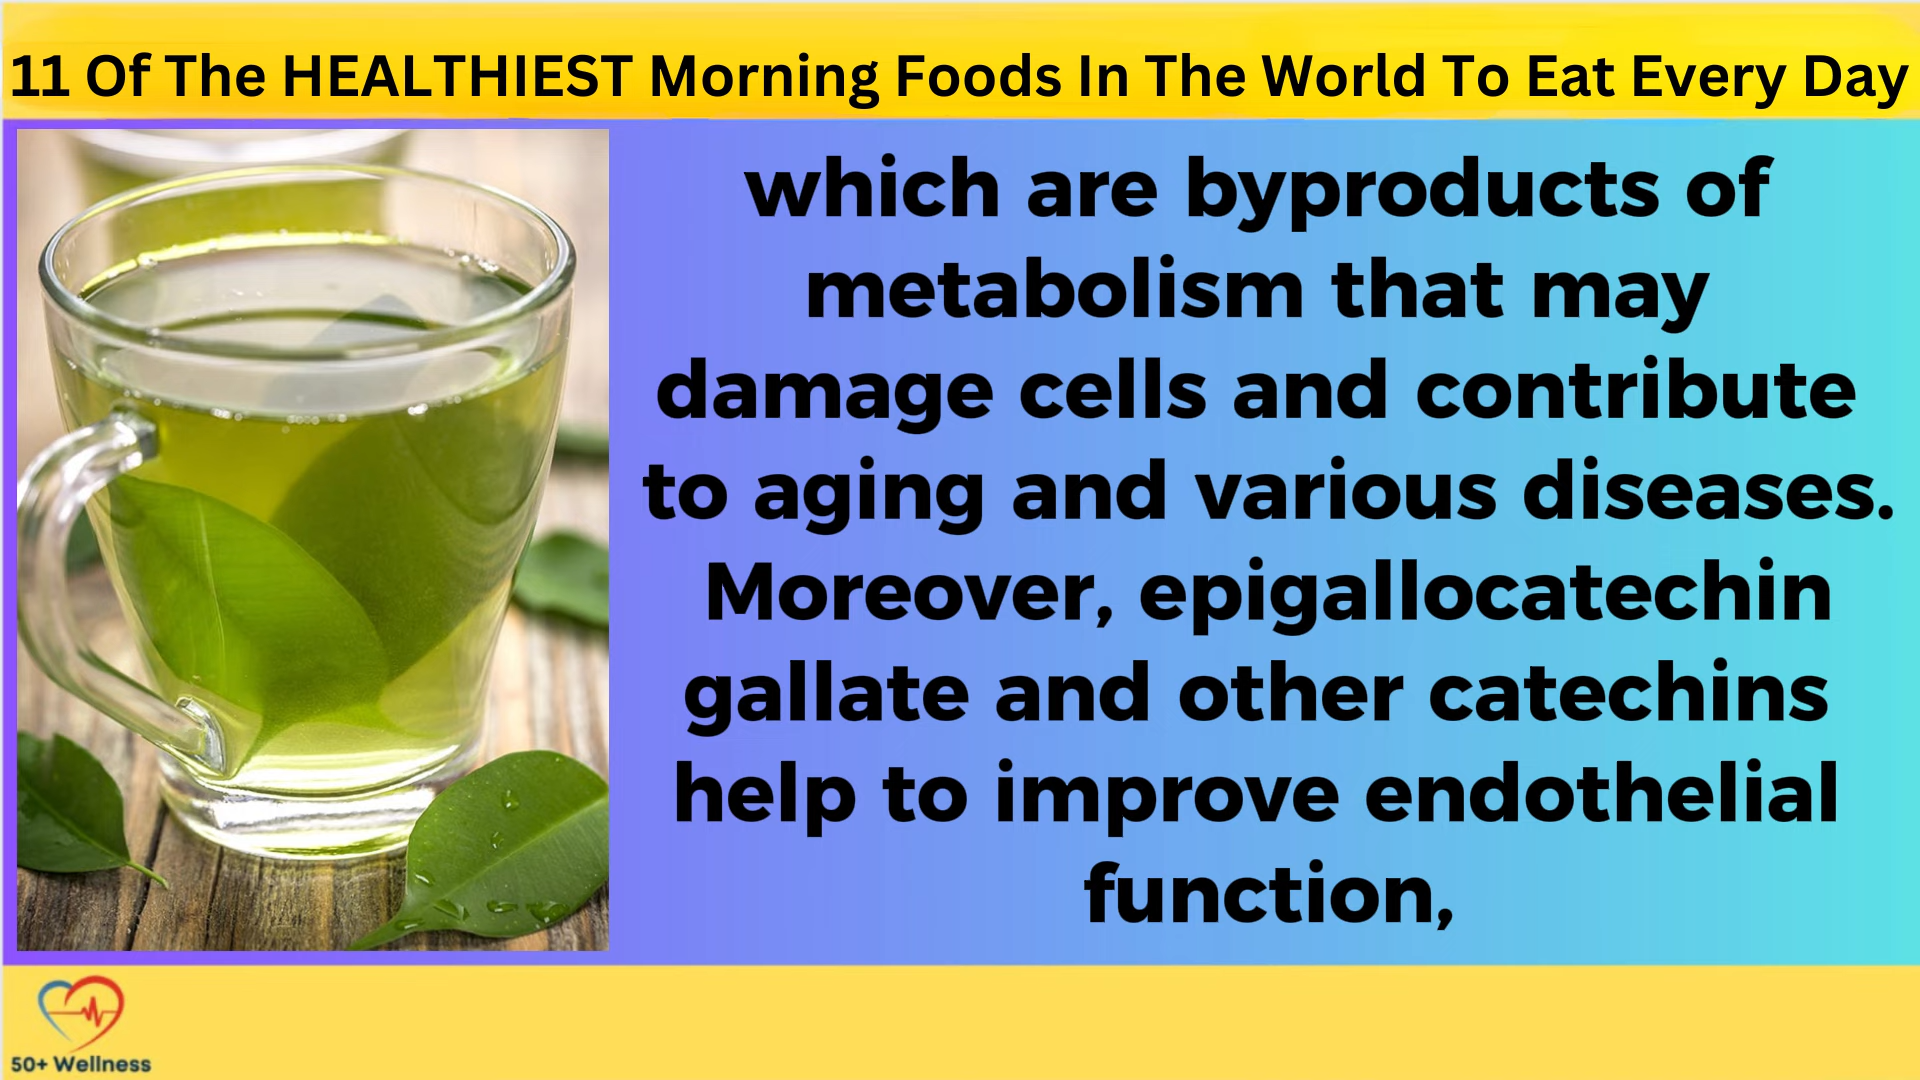 11 Of The HEALTHIEST Morning Foods In The World To Eat Every Day
which are byproducts of
metabolism that may
damage cells and contribute
to aging and various diseases.
Moreover, epigallocatechin
gallate and other catechins
help to improve endothelial
function,
50+ Wellness